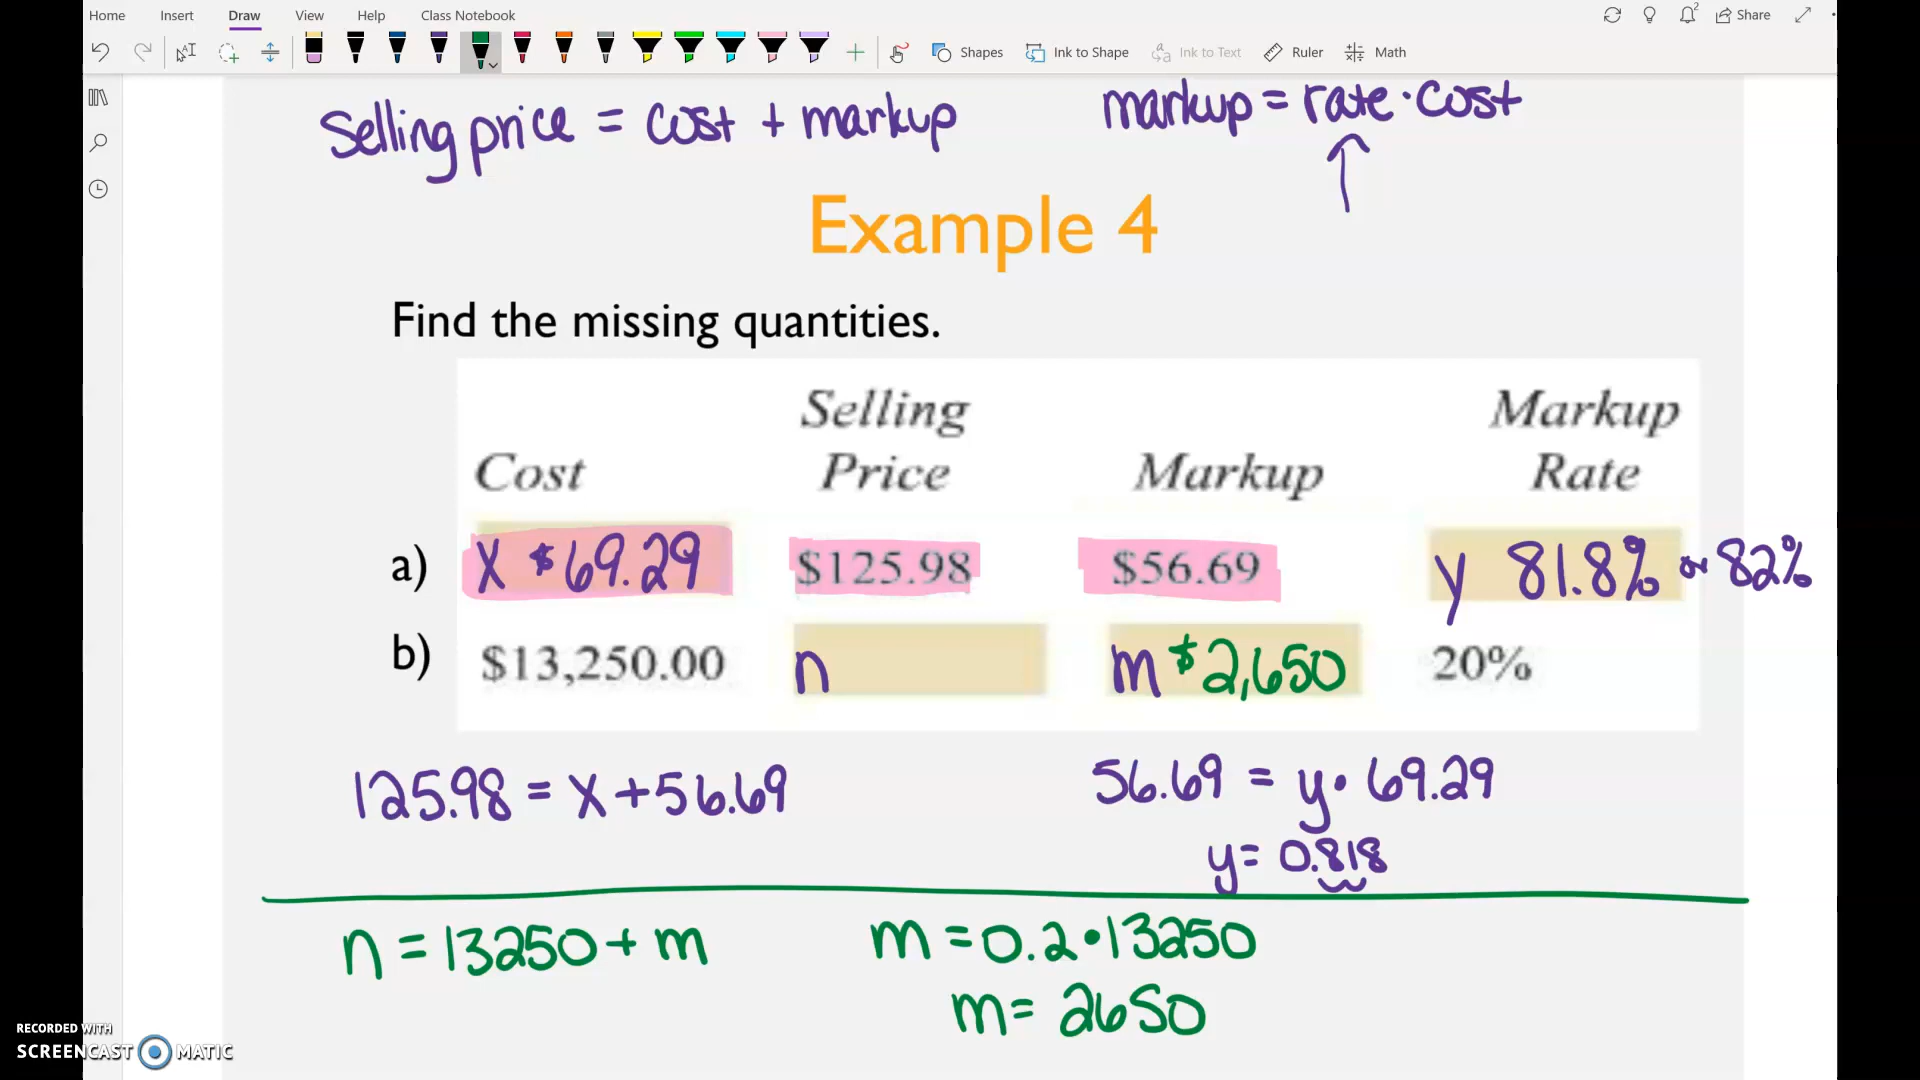 Home Insert Draw View Help Class Notebook 2 Share
Shapes Ink to Shape Ink to Text Ruler Math
Selling price = cost + markup
markup = rate · cost
Example 4
Find the missing quantities.
Cost Selling Price Markup Markup Rate
a) x $69.29 $125.98 $56.69 y 81.8% or 82%
b) $13,250.00 n m $2,650 20%
125.98 = x + 56.69
56.69 = y · 69.29
y = 0.818
n = 13250 + m
m = 0.2 • 13250
m = 2650
RECORDED WITH
SCREENCAST MATIC